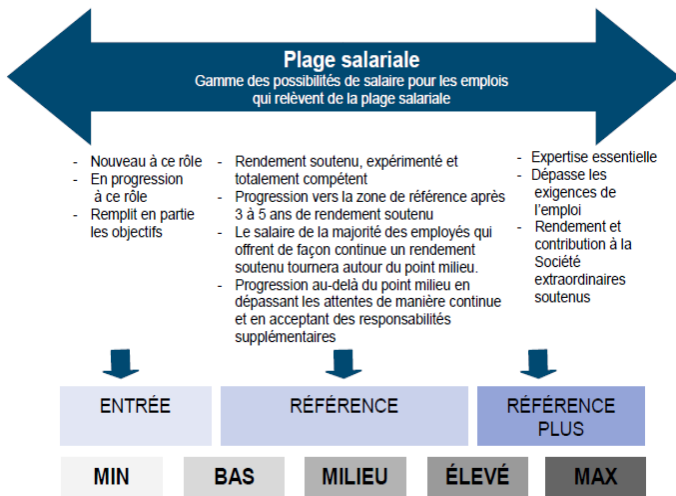 Plage salariale
Gamme des possibilités de salaire pour les emplois
qui relèvent de la plage salariale
- Nouveau à ce rôle
- En progression
à ce rôle
- Remplit en partie
les objectifs
- Rendement soutenu, expérimenté et
totalement compétent
- Progression vers la zone de référence après
3 à 5 ans de rendement soutenu
- Le salaire de la majorité des employés qui
offrent de façon continue un rendement
soutenu tournera autour du point milieu.
- Progression au-delà du point milieu en
dépassant les attentes de manière continue
et en acceptant des responsabilités
supplémentaires
- Expertise essentielle
- Dépasse les
exigences de
l'emploi
- Rendement et
contribution à la
Société
extraordinaires
soutenus
ENTRÉE
RÉFÉRENCE
RÉFÉRENCE
PLUS
MIN
BAS
MILIEU
ÉLEVÉ
MAX